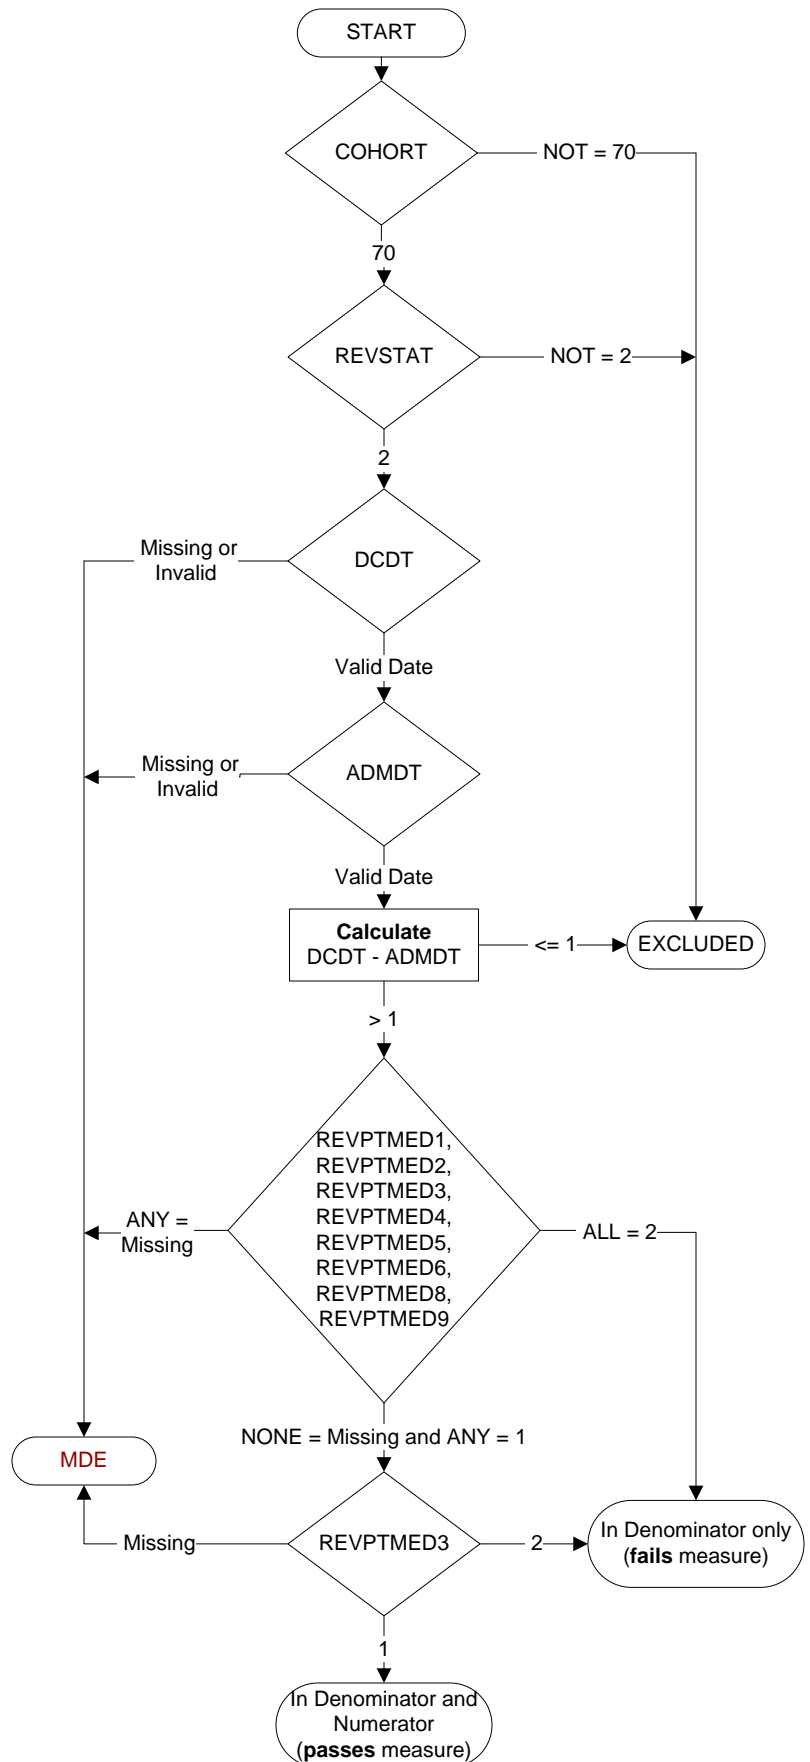 START
COHORT
NOT = 70
70
REVSTAT
NOT = 2
2
Missing or
Invalid
DCDT
Valid Date
Missing or
Invalid
ADMDT
Valid Date
Calculate
DCDT - ADMDT
<= 1
EXCLUDED
> 1
REVPTMED1,
REVPTMED2,
REVPTMED3,
REVPTMED4,
REVPTMED5,
REVPTMED6,
REVPTMED8,
REVPTMED9
ANY =
Missing
ALL = 2
NONE = Missing and ANY = 1
MDE
Missing
REVPTMED3
2
In Denominator only
(fails measure)
1
In Denominator and
Numerator
(passes measure)